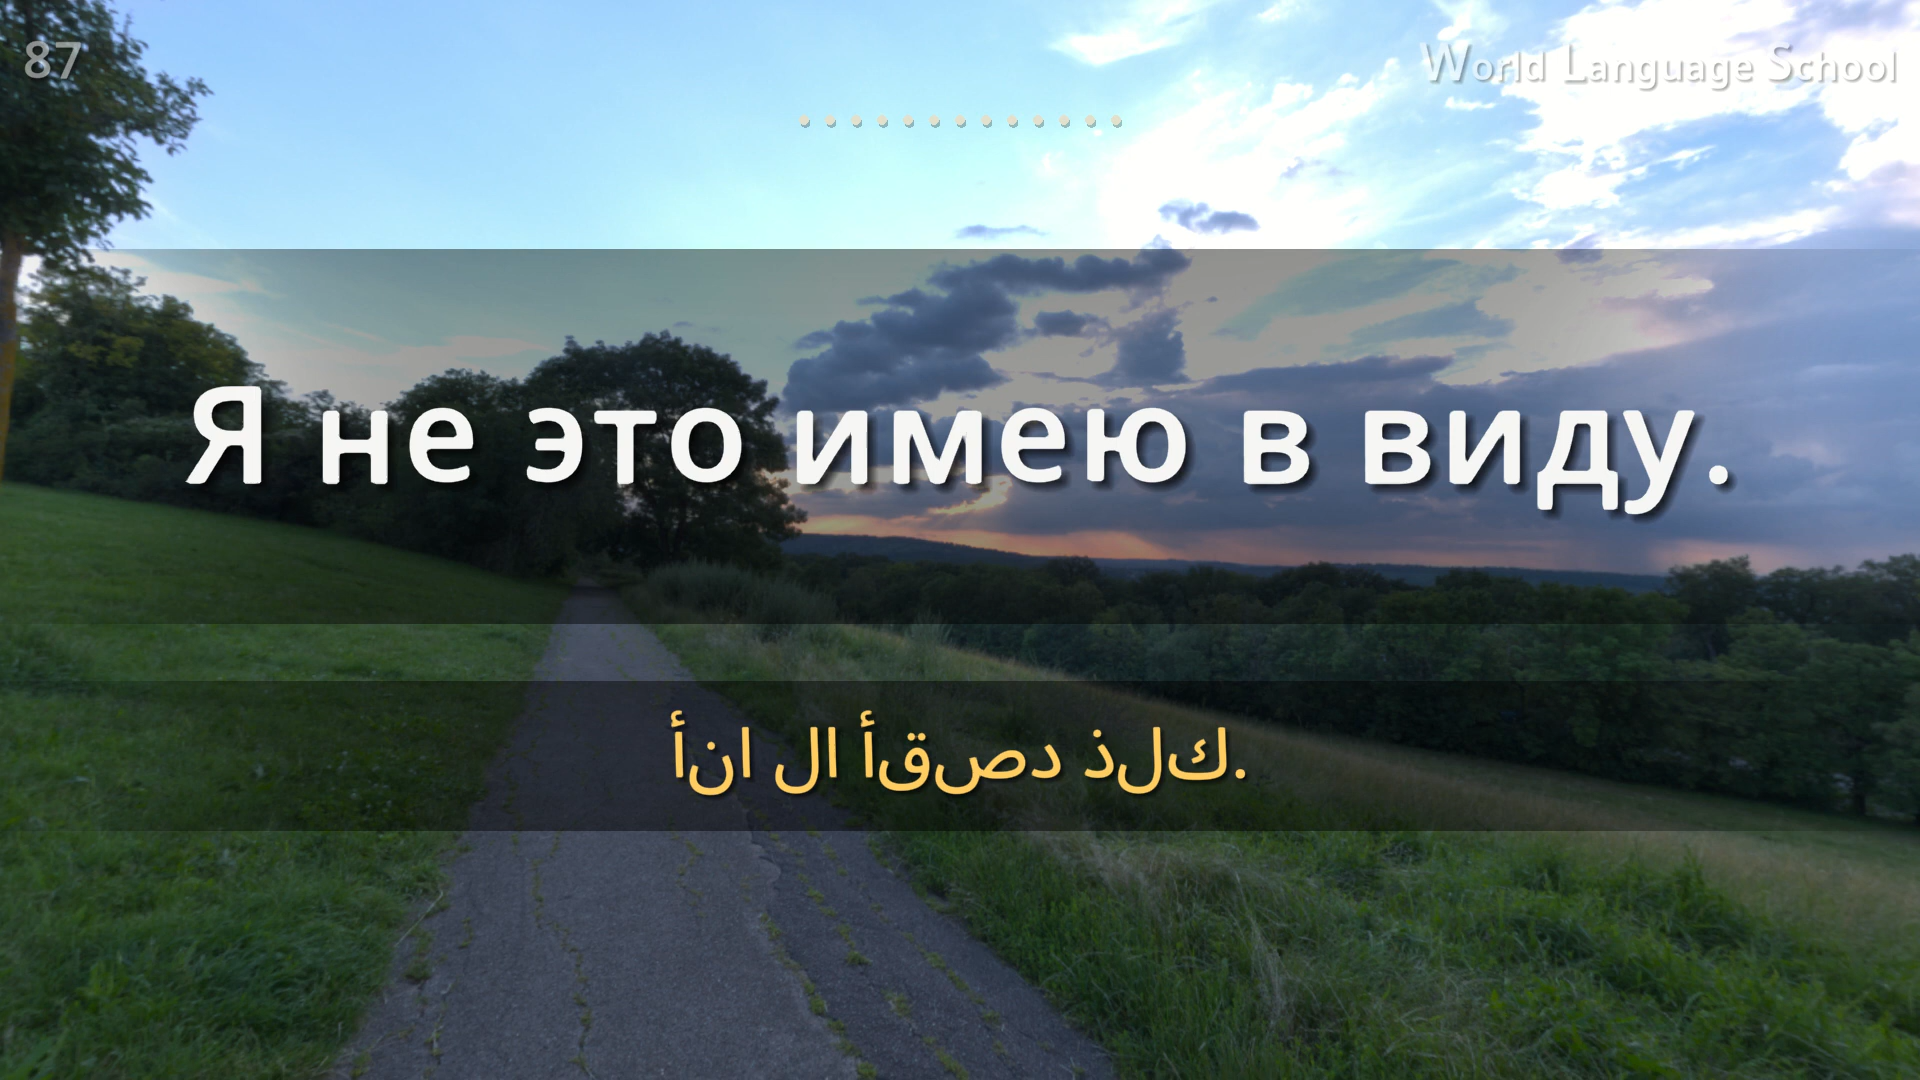 87
World Language School
Я не это имею в виду.
أنا لا أقصد ذلك.